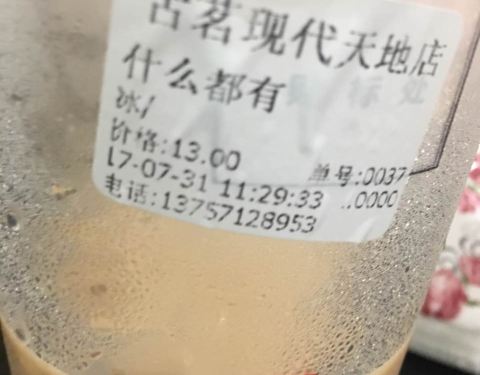 古茗现代天地店
什么都有
冰/
价格:13.00 单号:0037
17-07-31 11:29:33 ..0000
电话:13757128953